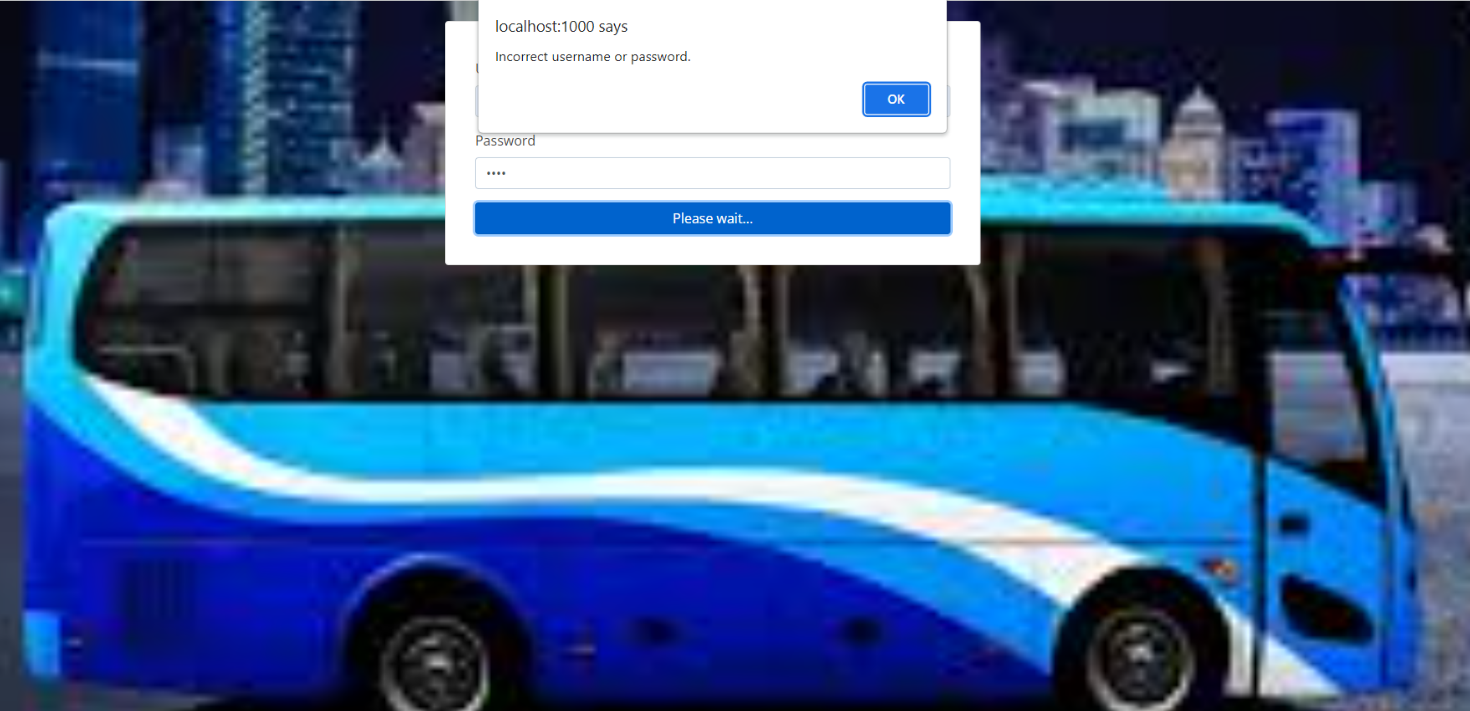 localhost:1000 says
Incorrect username or password.
OK
Password
••••
Please wait...